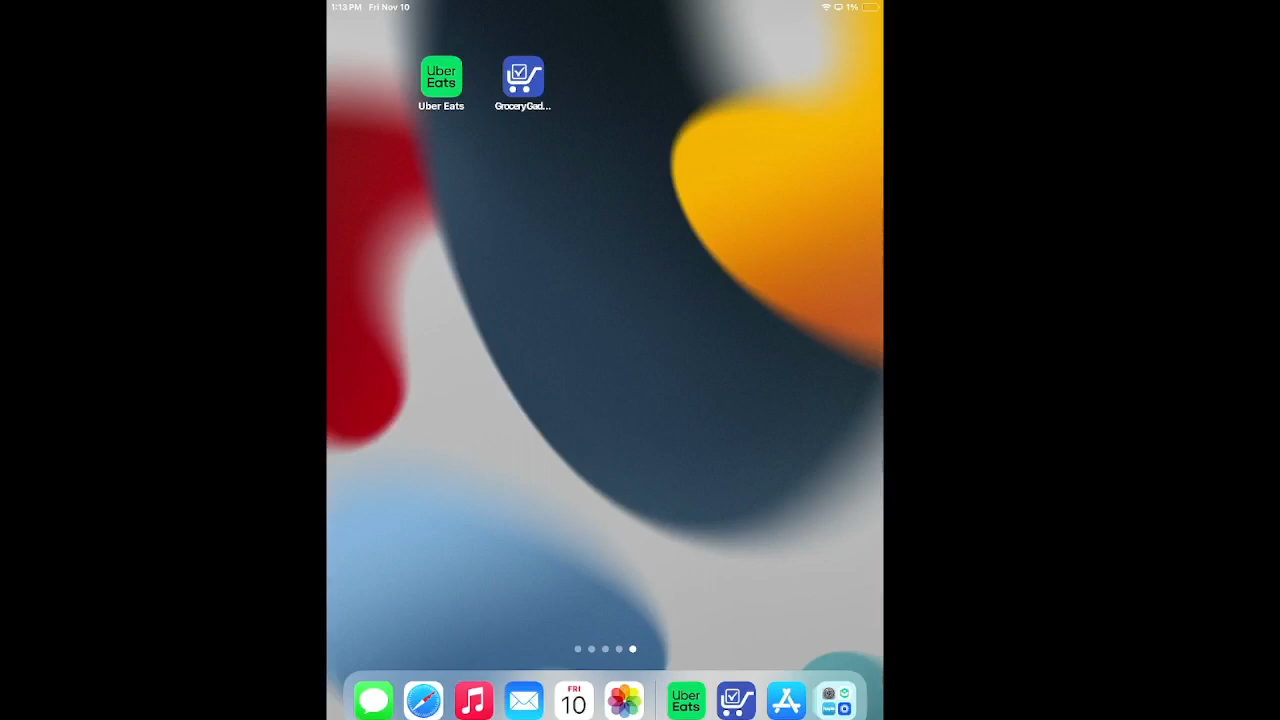 1:13 PM Fri Nov 10
1%
Uber
Eats
Uber Eats
GroceryGad...
FRI
10
Uber
Eats